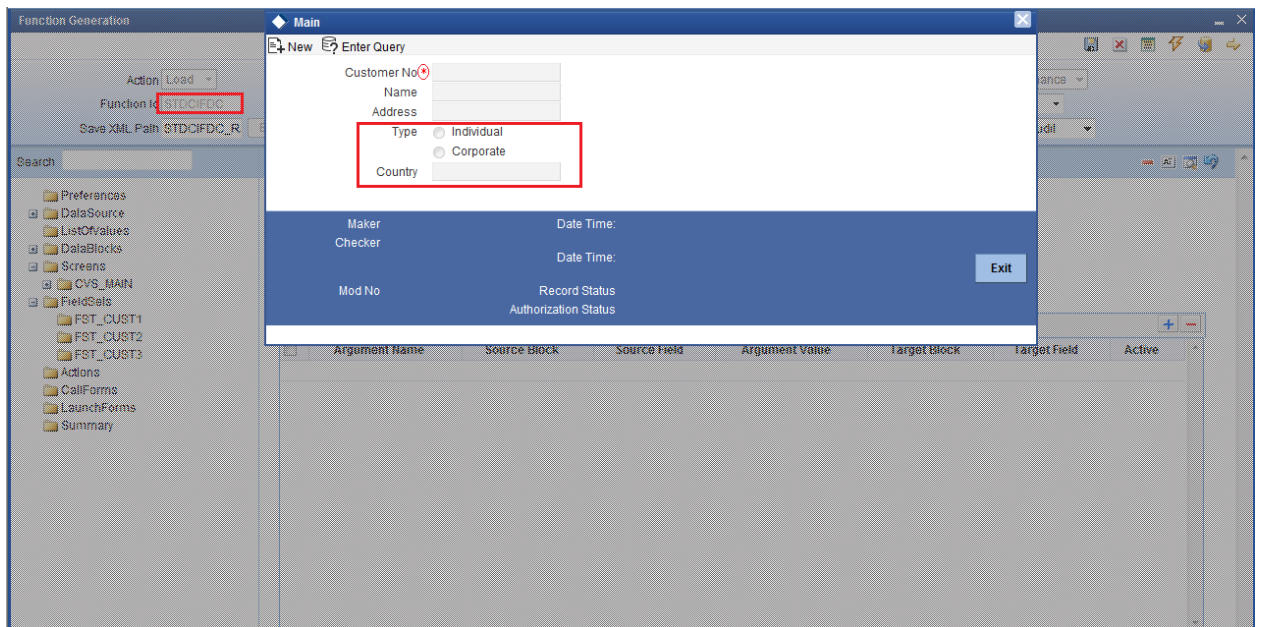 Function Generation
Main
New Enter Query
Action Load
Function Id STDCIFDC
Save XML Path STDCIFDC_R
Customer No
Name
Address
Type Individual
Corporate
Country
Search
Preferences
DataSource
ListOfValues
DataBlocks
Screens
CVS_MAIN
FieldSets
FST_CUST1
FST_CUST2
FST_CUST3
Actions
CallForms
LaunchForms
Summary
Maker Date Time:
Checker
Date Time:
Exit
Mod No Record Status
Authorization Status
Argument Name Source Block Source Field Argument Value Target Block Target Field Active